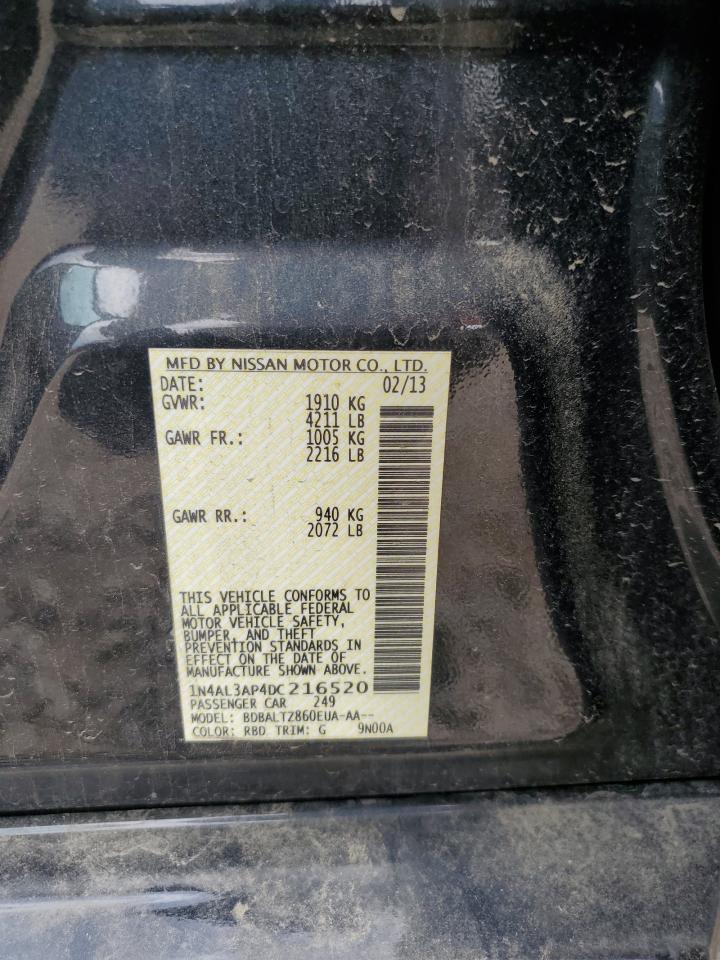 MFD BY NISSAN MOTOR CO., LTD.
DATE: 02/13
GVWR: 1910 KG
4211 LB
GAWR FR.: 1005 KG
2216 LB
GAWR RR.: 940 KG
2072 LB
THIS VEHICLE CONFORMS TO
ALL APPLICABLE FEDERAL
MOTOR VEHICLE SAFETY,
BUMPER, AND THEFT
PREVENTION STANDARDS IN
EFFECT ON THE DATE OF
MANUFACTURE SHOWN ABOVE.
1N4AL3AP4DC216520
PASSENGER CAR 249
MODEL: BDBALTZ860EUA-AA--
COLOR: RBD TRIM: G 9N00A